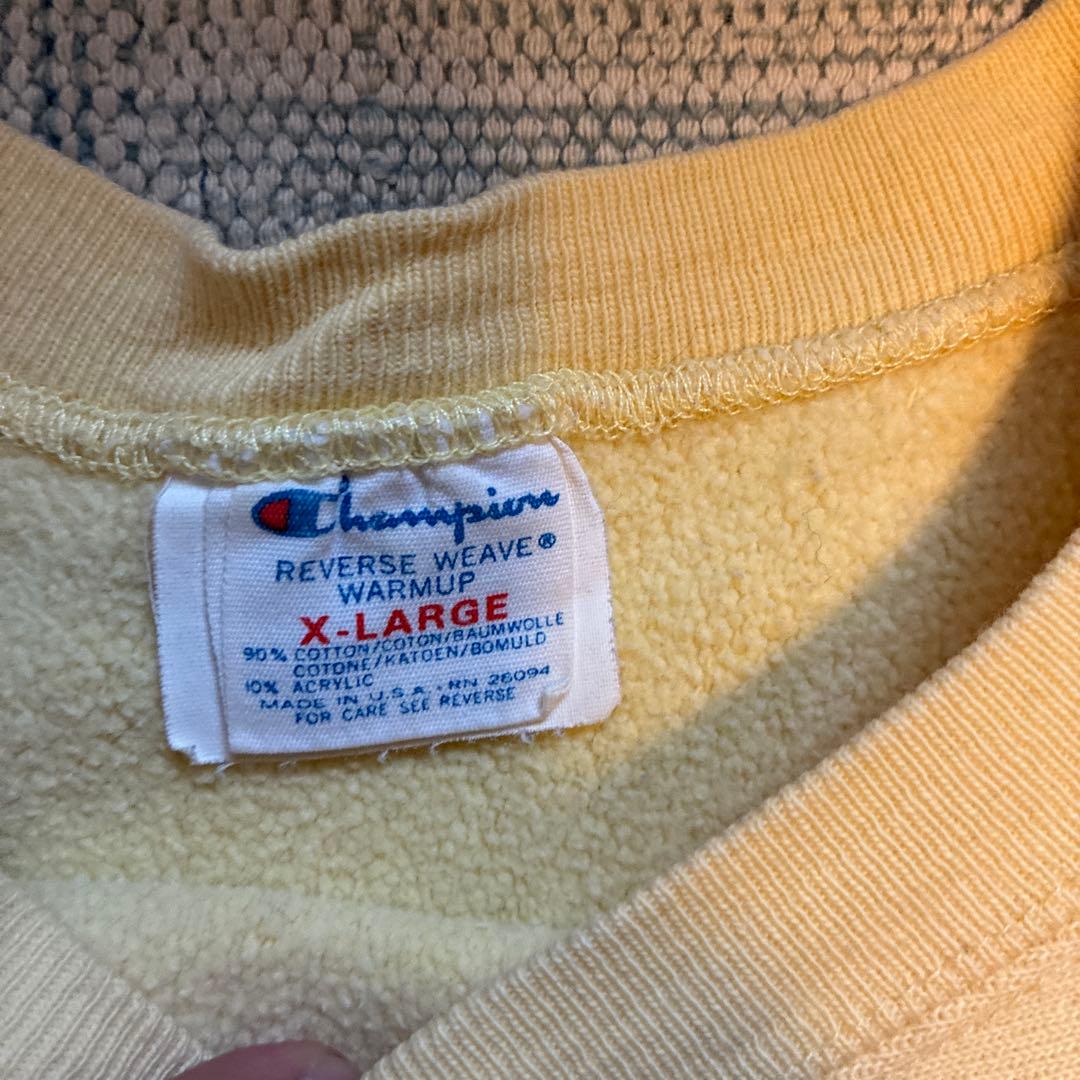 Champion
REVERSE WEAVE®
WARMUP
X-LARGE
90% COTTON/COTON/BAUMWOLLE
COTONE/KATOEN/BOMULD
10% ACRYLIC
MADE IN U.S.A. RN 26094
FOR CARE SEE REVERSE